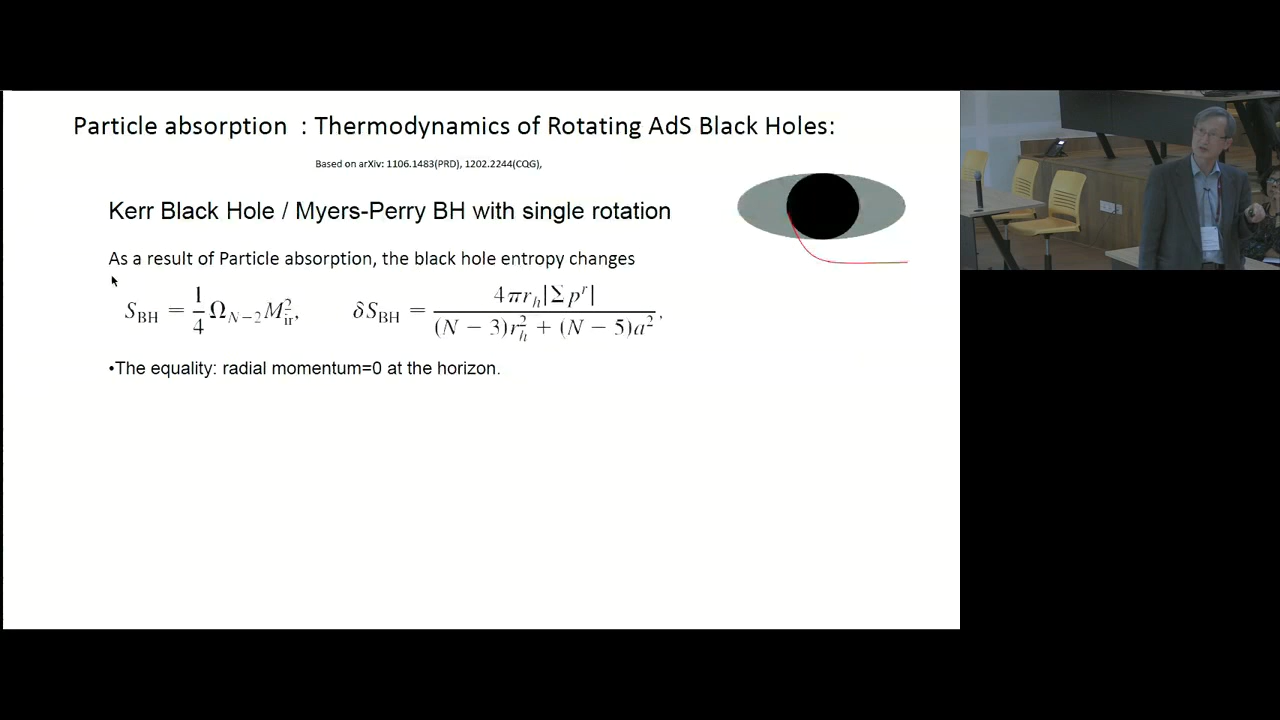 Particle absorption : Thermodynamics of Rotating AdS Black Holes:
Based on arXiv: 1106.1483(PRD), 1202.2244(CQG),
Kerr Black Hole / Myers-Perry BH with single rotation
As a result of Particle absorption, the black hole entropy changes
S_BH = 1/4 Ω_{N−2} M_ir^2, δS_BH = 4πr_h|Σp^r| / ((N − 3)r_h^2 + (N − 5)a^2).
•The equality: radial momentum=0 at the horizon.